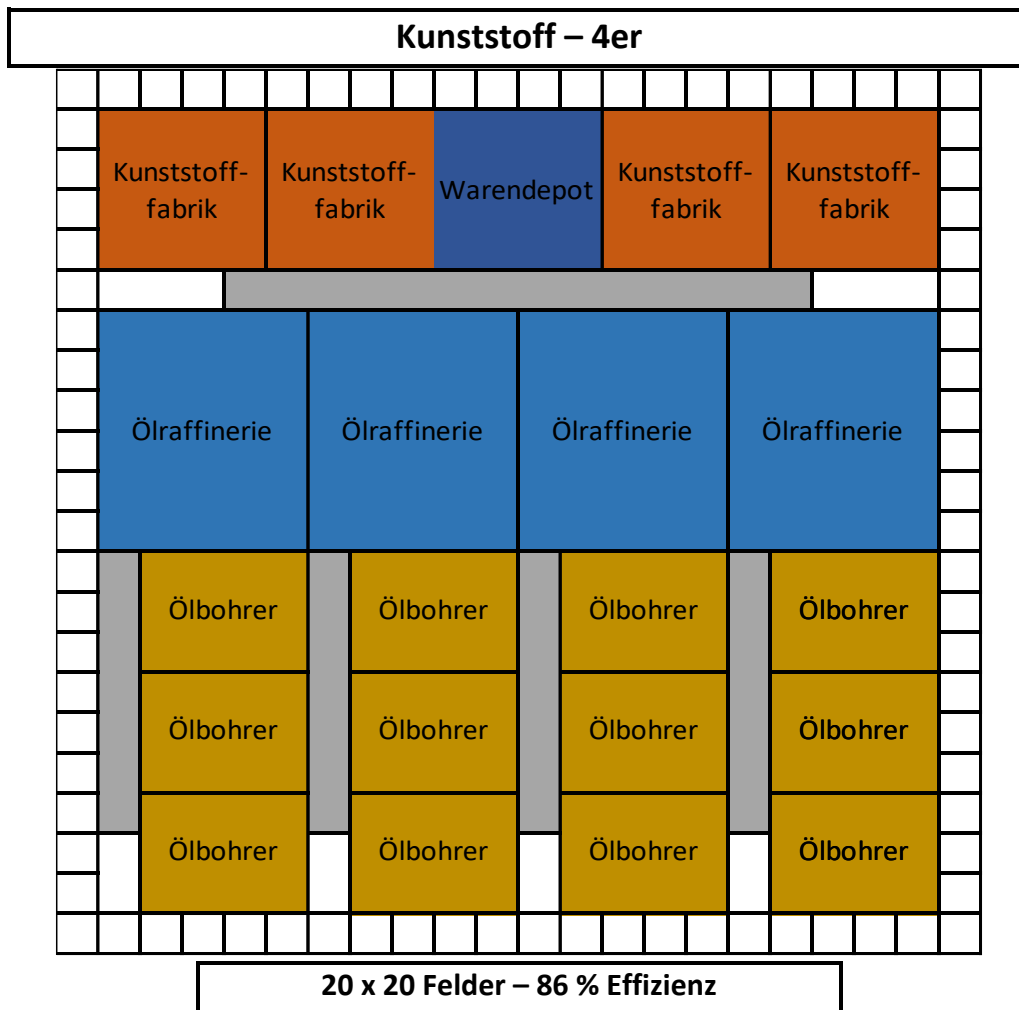 Kunststoff – 4er
Kunststoff-
fabrik
Kunststoff-
fabrik
Warendepot
Kunststoff-
fabrik
Kunststoff-
fabrik
Ölraffinerie
Ölraffinerie
Ölraffinerie
Ölraffinerie
Ölbohrer
Ölbohrer
Ölbohrer
Ölbohrer
Ölbohrer
Ölbohrer
Ölbohrer
Ölbohrer
Ölbohrer
Ölbohrer
Ölbohrer
Ölbohrer
20 x 20 Felder – 86 % Effizienz